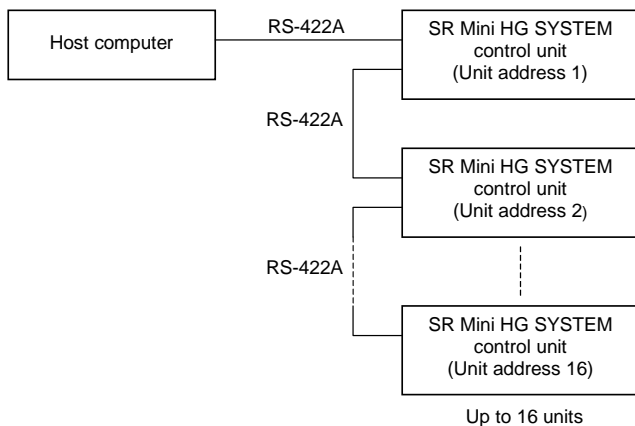 Host computer
RS-422A
SR Mini HG SYSTEM
control unit
(Unit address 1)
RS-422A
SR Mini HG SYSTEM
control unit
(Unit address 2)
RS-422A
SR Mini HG SYSTEM
control unit
(Unit address 16)
Up to 16 units